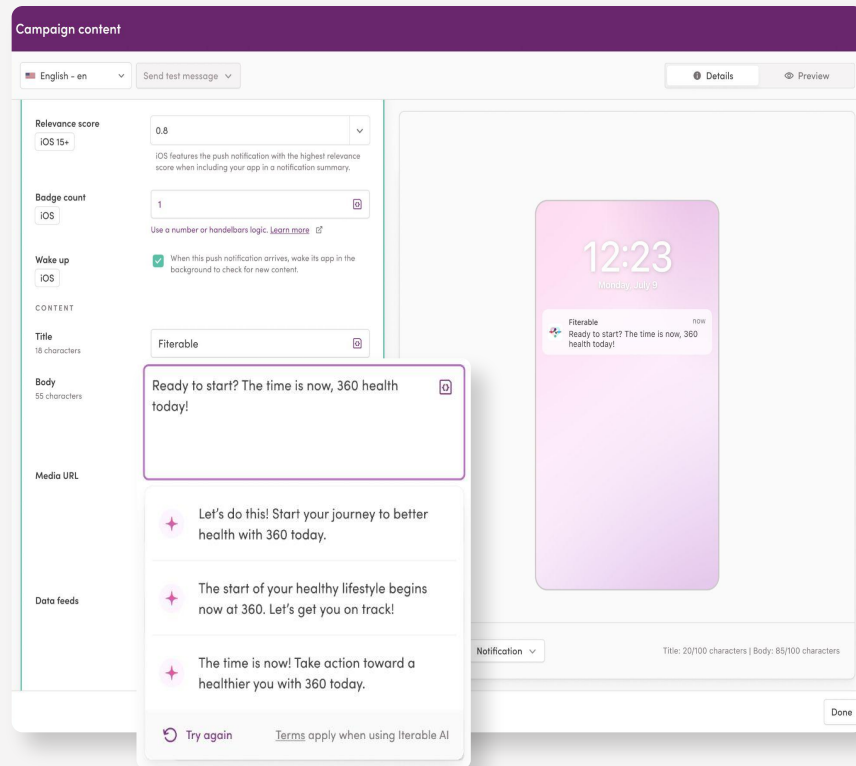 Campaign content
English - en
Send test message
Details
Preview
Relevance score
iOS 15+
0.8
iOS features the push notification with the highest relevance
score when including your app in a notification summary.
Badge count
iOS
1
Use a number or handelbars logic. Learn more
Wake up
iOS
When this push notification arrives, wake its app in the
background to check for new content.
CONTENT
Title
18 characters
Fiterable
Body
55 characters
Ready to start? The time is now, 360 health
today!
Media URL
Let's do this! Start your journey to better
health with 360 today.
Data feeds
The start of your healthy lifestyle begins
now at 360. Let's get you on track!
The time is now! Take action toward a
healthier you with 360 today.
Try again
Terms apply when using Iterable AI
12:23
Monday, July 9
Fiterable
now
Ready to start? The time is now, 360
health today!
Notification
Title: 20/100 characters | Body: 85/100 characters
Done